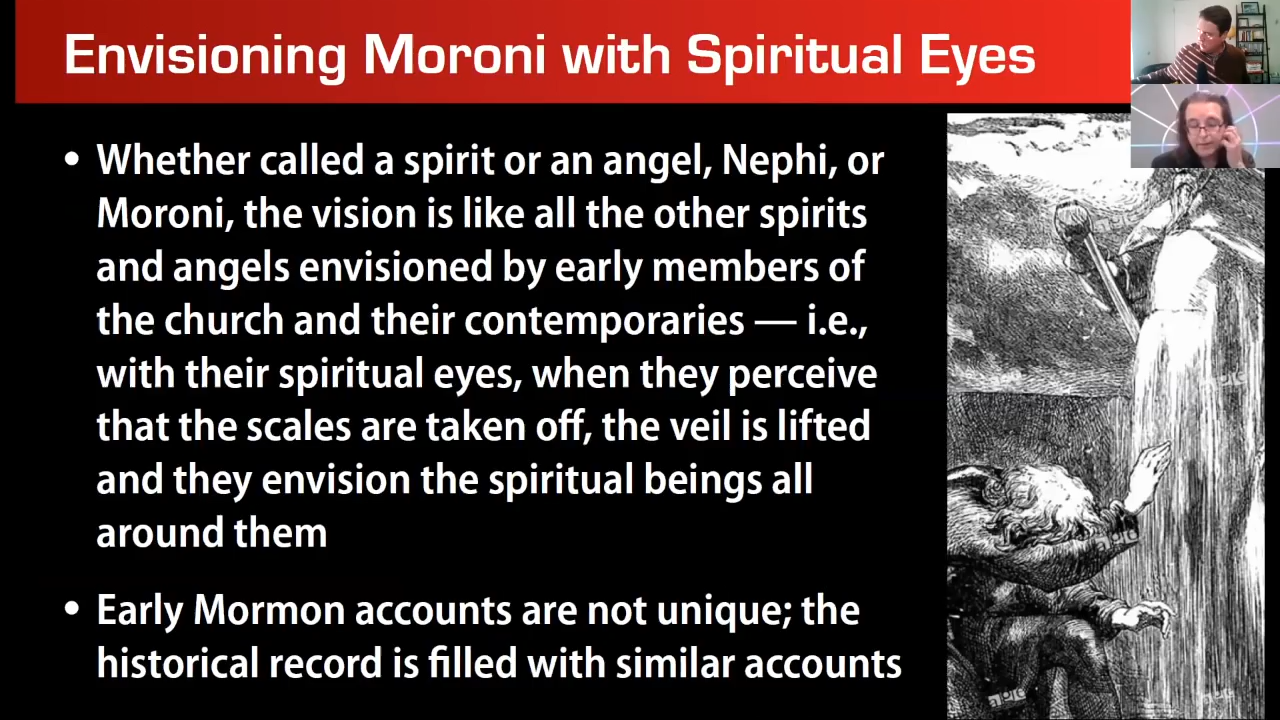 Envisioning Moroni with Spiritual Eyes
• Whether called a spirit or an angel, Nephi, or
Moroni, the vision is like all the other spirits
and angels envisioned by early members of
the church and their contemporaries — i.e.,
with their spiritual eyes, when they perceive
that the scales are taken off, the veil is lifted
and they envision the spiritual beings all
around them
• Early Mormon accounts are not unique; the
historical record is filled with similar accounts